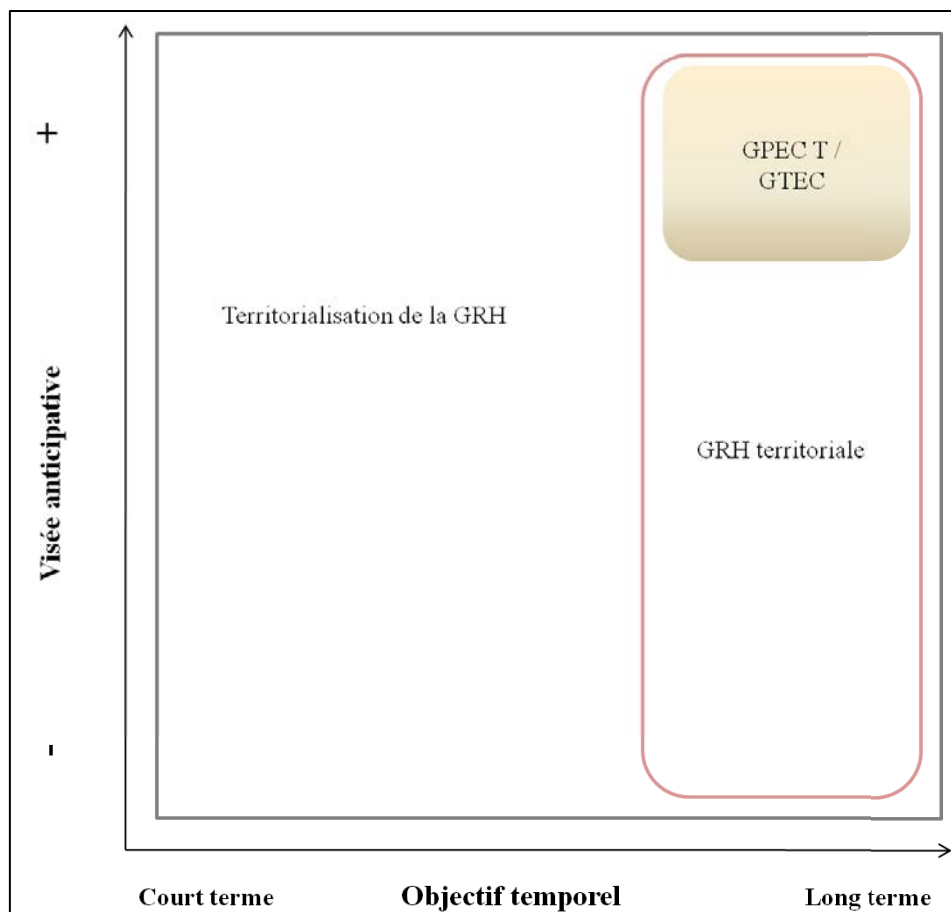 +
GPEC T /
GTEC
Territorialisation de la GRH
Visée anticipative
GRH territoriale
-
Court terme
Objectif temporel
Long terme